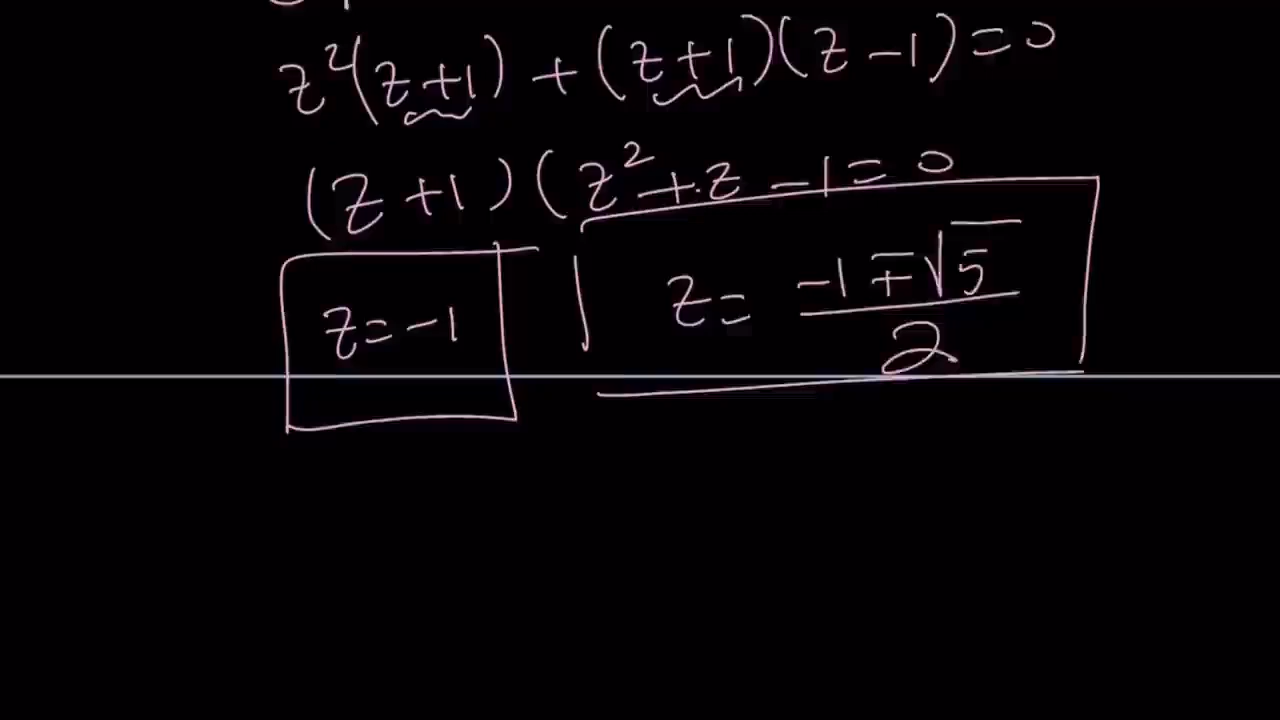 z²(z+1) + (z+1)(z-1)=0
(z+1)(z²+z-1=0
z=-1 z= (-1∓√5)/2